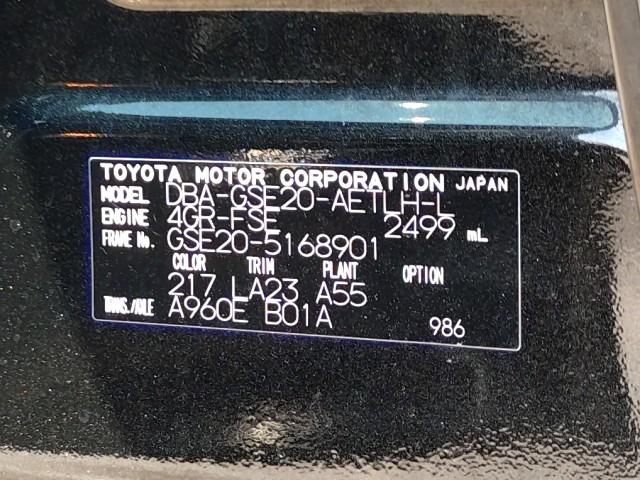 TOYOTA MOTOR CORPORATION JAPAN
MODEL DBA-GSE20-AETLH-L
ENGINE 4GR-FSE 2499 mL
FRAME No. GSE20-5168901
COLOR TRIM PLANT OPTION
217 LA23 A55
TRANS./AXLE A960E B01A 986